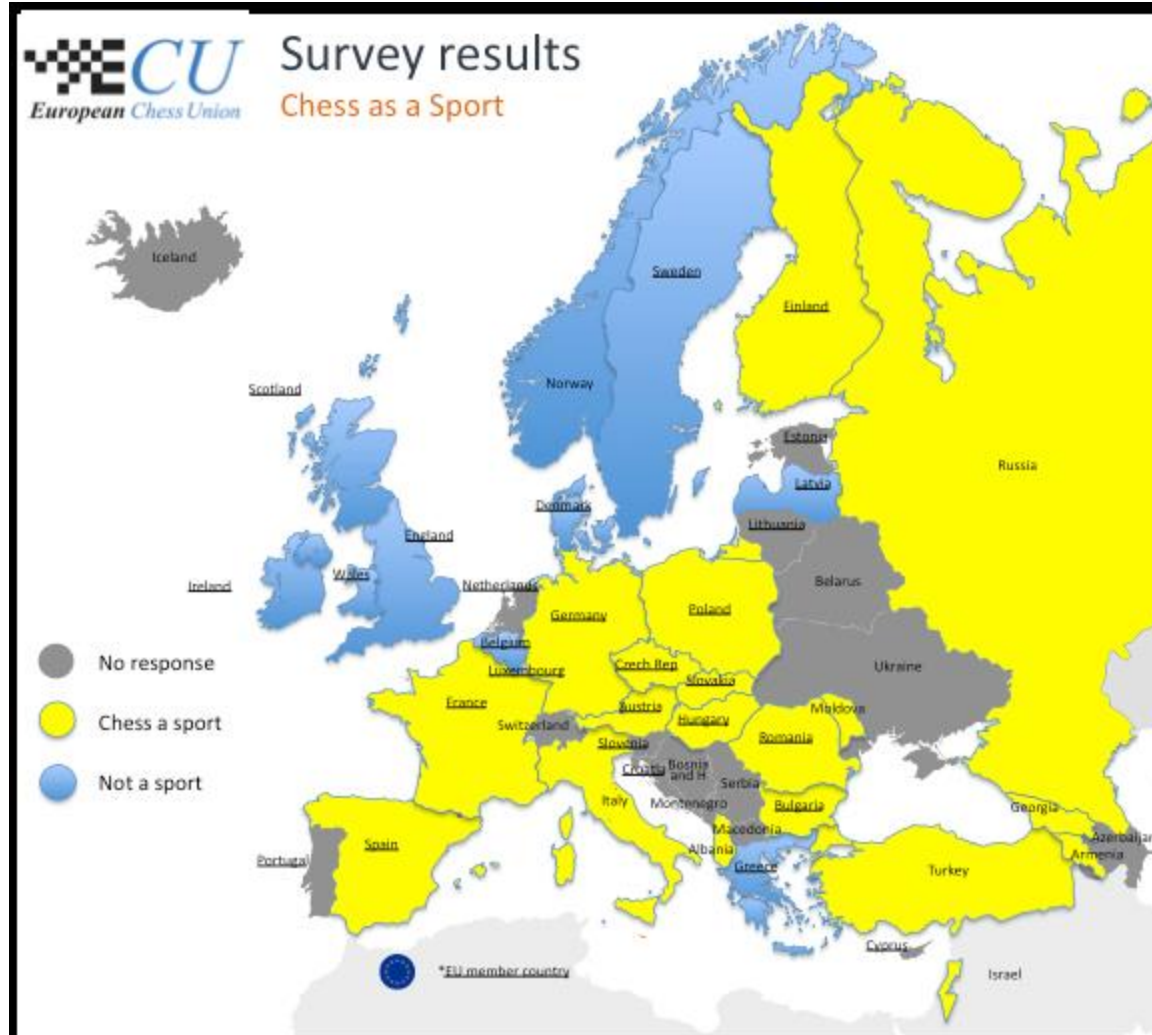 ECU
European Chess Union
Survey results
Chess as a Sport
Iceland
Sweden
Finland
Norway
Scotland
Estonia
Russia
Latvia
Denmark
Lithuania
England
Wales
Ireland
Netherlands
Belarus
Germany
Poland
Belgium
Luxembourg
Czech Rep
Ukraine
No response
Slovakia
France
Austria
Moldova
Chess a sport
Switzerland
Hungary
Romania
Slovenia
Croatia
Bosnia
and H
Serbia
Not a sport
Italy
Montenegro
Bulgaria
Georgia
Macedonia
Azerbaijan
Spain
Albania
Armenia
Portugal
Greece
Turkey
Cyprus
*EU member country
Israel